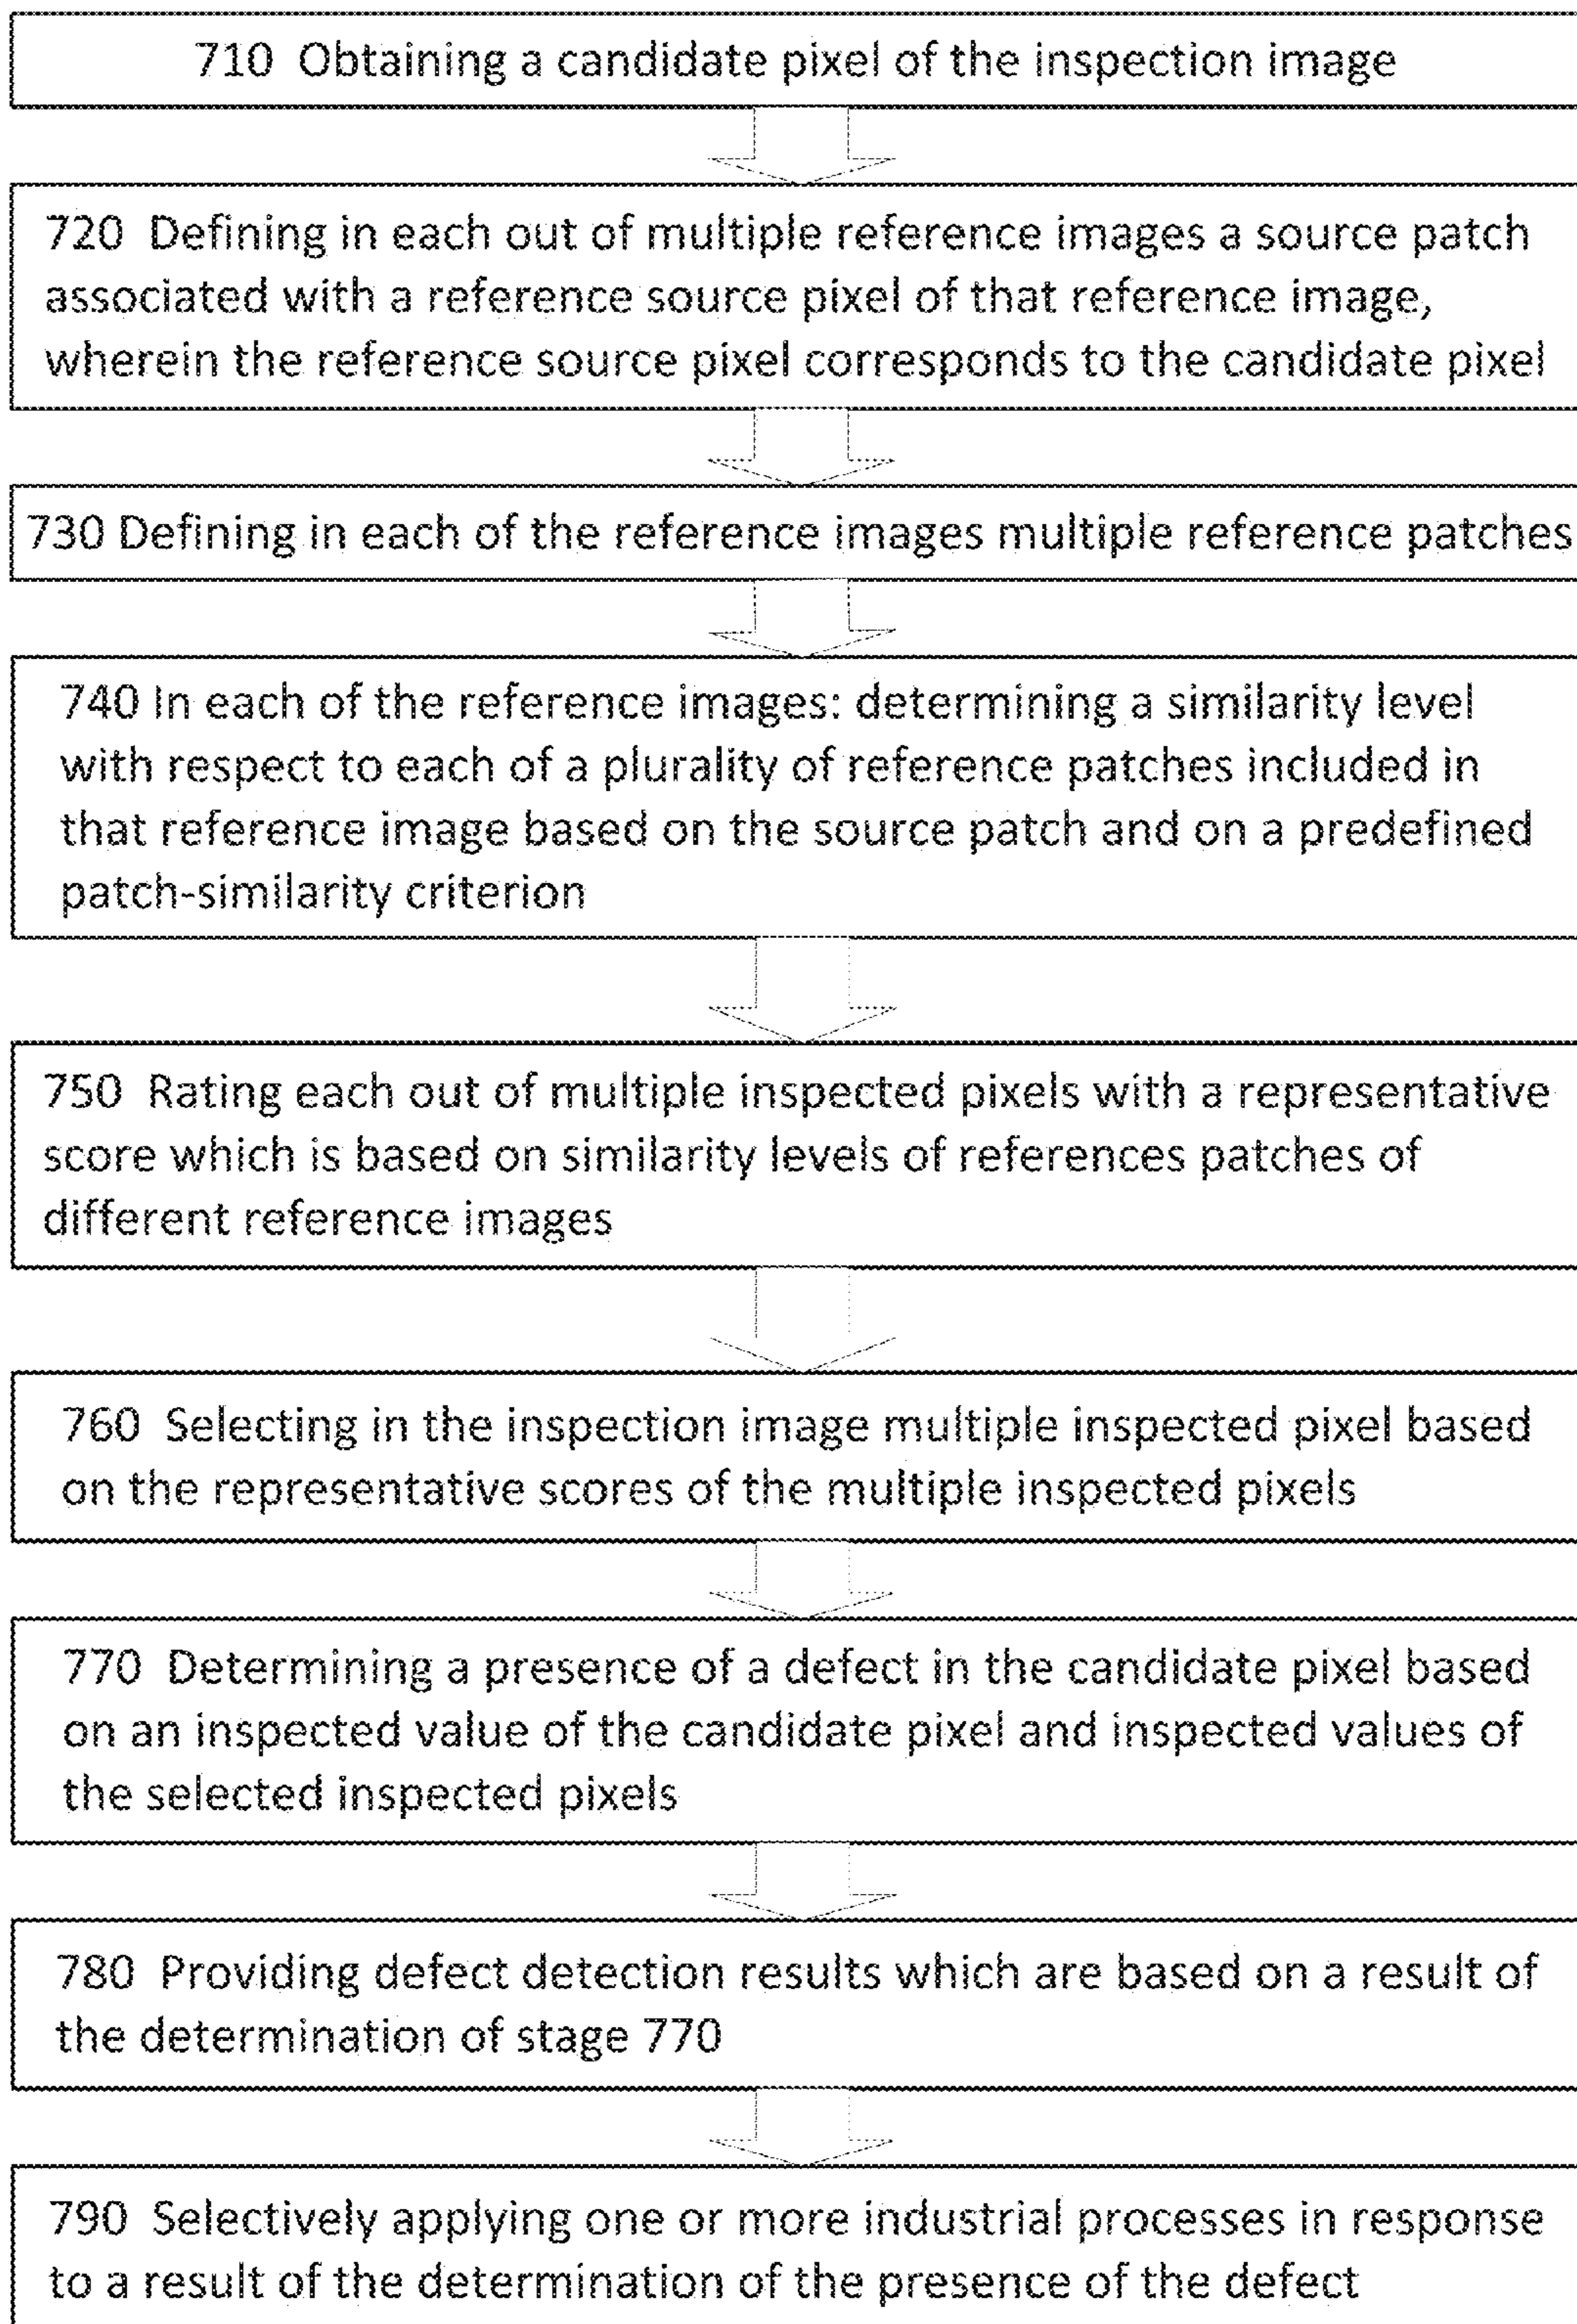 710 Obtaining a candidate pixel of the inspection image
720 Defining in each out of multiple reference images a source patch
associated with a reference source pixel of that reference image,
wherein the reference source pixel corresponds to the candidate pixel
730 Defining in each of the reference images multiple reference patches
740 In each of the reference images: determining a similarity level
with respect to each of a plurality of reference patches included in
that reference image based on the source patch and on a predefined
patch-similarity criterion
750 Rating each out of multiple inspected pixels with a representative
score which is based on similarity levels of references patches of
different reference images
760 Selecting in the inspection image multiple inspected pixel based
on the representative scores of the multiple inspected pixels
770 Determining a presence of a defect in the candidate pixel based
on an inspected value of the candidate pixel and inspected values of
the selected inspected pixels
780 Providing defect detection results which are based on a result of
the determination of stage 770
790 Selectively applying one or more industrial processes in response
to a result of the determination of the presence of the defect